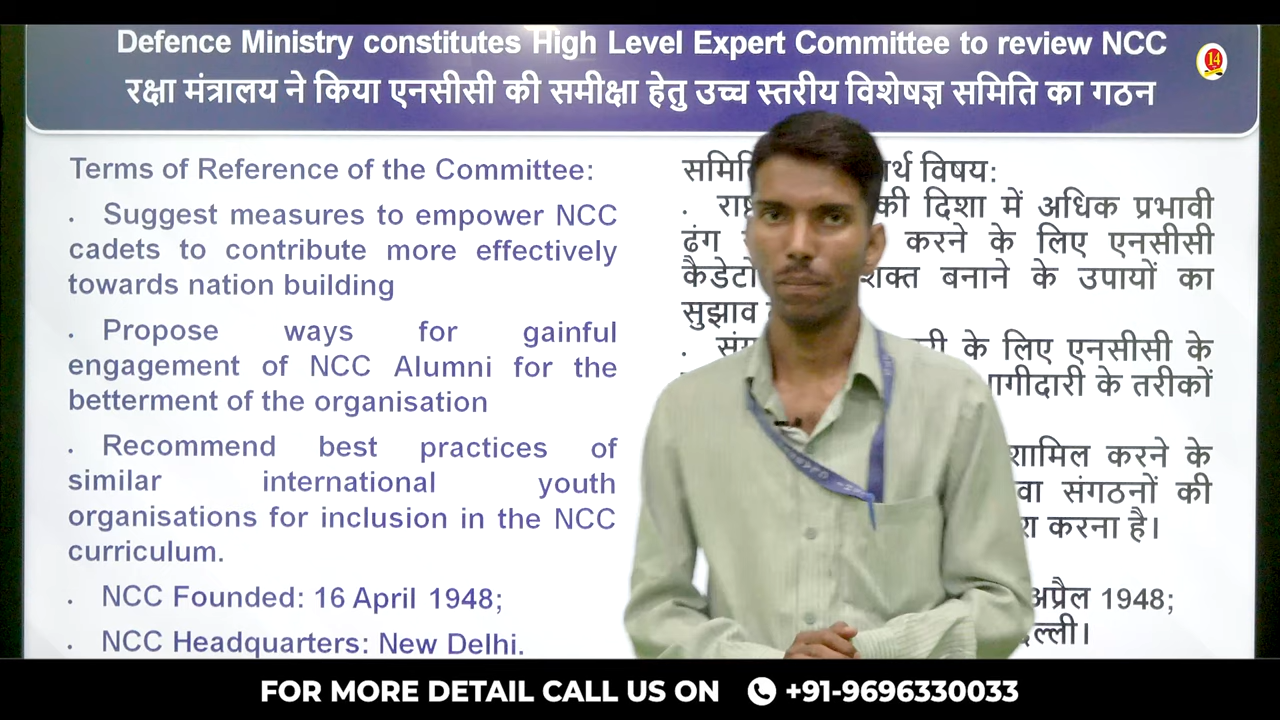 Defence Ministry constitutes High Level Expert Committee to review NCC
रक्षा मंत्रालय ने किया एनसीसी की समीक्षा हेतु उच्च स्तरीय विशेषज्ञ समिति का गठन
14
Terms of Reference of the Committee:
. Suggest measures to empower NCC
cadets to contribute more effectively
towards nation building
. Propose ways for gainful
engagement of NCC Alumni for the
betterment of the organisation
. Recommend best practices of
similar international youth
organisations for inclusion in the NCC
curriculum.
. NCC Founded: 16 April 1948;
. NCC Headquarters: New Delhi.
विषय:
. की दिशा में अधिक प्रभावी
ढंग करने के लिए एनसीसी
बनाने के उपायों का
सुझाव
. के लिए एनसीसी के
के तरीकों
शामिल करने के
संगठनों की
करना है।
अप्रैल 1948;
FOR MORE DETAIL CALL US ON +91-9696330033